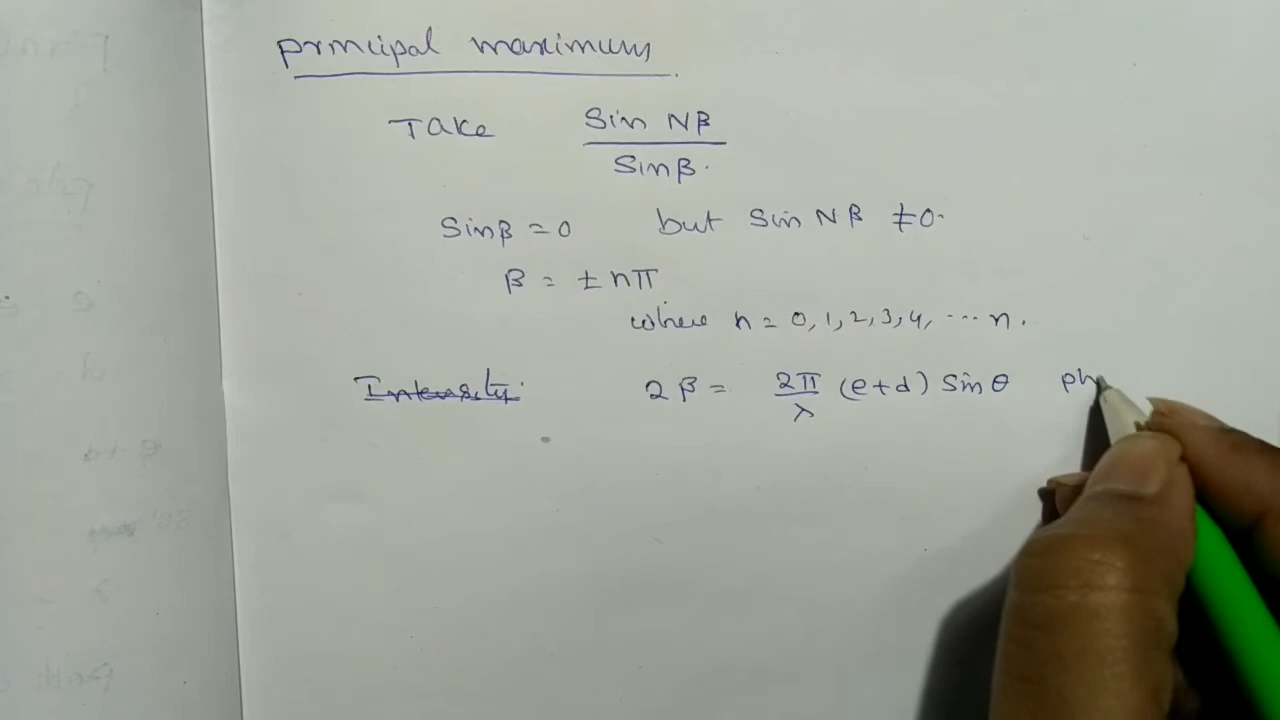 principal maximum
Take Sin Nβ / Sinβ.
Sinβ = 0 but Sin Nβ ≠ 0.
β = ± nπ
where n = 0, 1, 2, 3, 4, ... n.
Intensity: 2β = 2π/λ (e+d) Sin θ ph